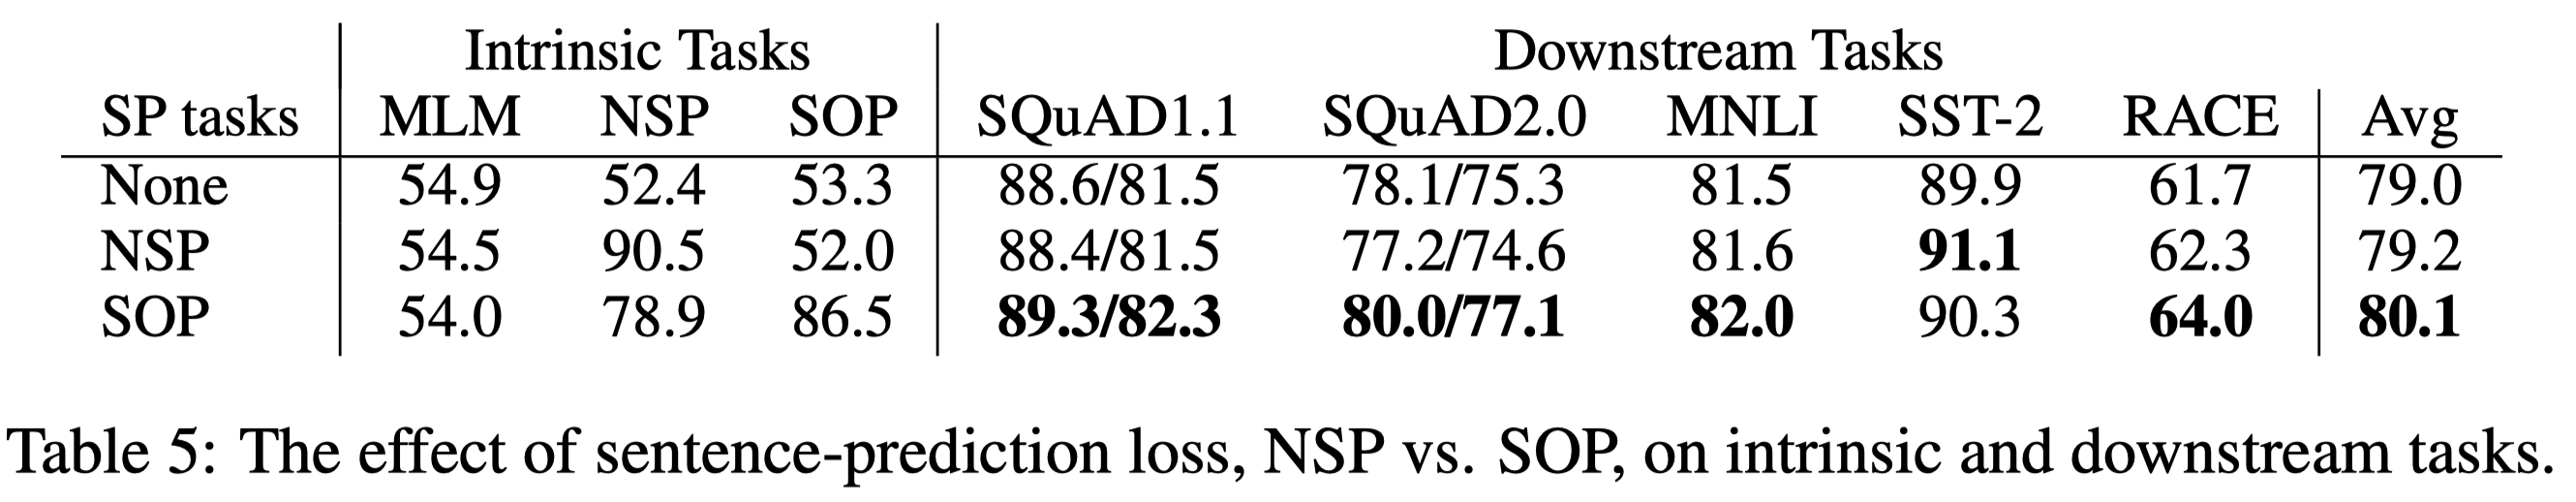 Intrinsic Tasks Downstream Tasks
SP tasks MLM NSP SOP SQuAD1.1 SQuAD2.0 MNLI SST-2 RACE Avg
None 54.9 52.4 53.3 88.6/81.5 78.1/75.3 81.5 89.9 61.7 79.0
NSP 54.5 90.5 52.0 88.4/81.5 77.2/74.6 81.6 91.1 62.3 79.2
SOP 54.0 78.9 86.5 89.3/82.3 80.0/77.1 82.0 90.3 64.0 80.1
Table 5: The effect of sentence-prediction loss, NSP vs. SOP, on intrinsic and downstream tasks.